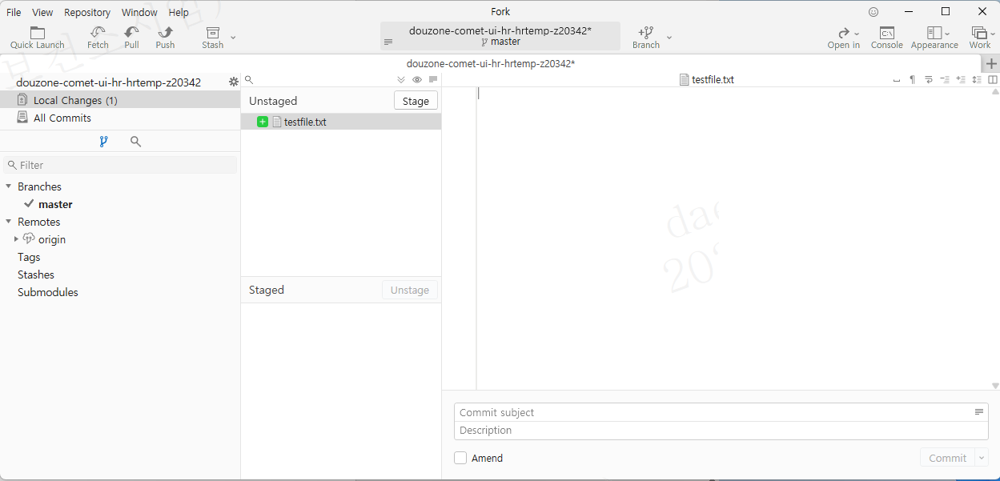 File View Repository Window Help
Fork
Quick Launch Fetch Pull Push Stash
douzone-comet-ui-hr-hrtemp-z20342*
master
Branch
Open in Console Appearance Work
douzone-comet-ui-hr-hrtemp-z20342*
douzone-comet-ui-hr-hrtemp-z20342
Local Changes (1)
All Commits
Filter
Branches
master
Remotes
origin
Tags
Stashes
Submodules
Unstaged Stage
testfile.txt
Staged Unstage
testfile.txt
Commit subject
Description
Amend
Commit